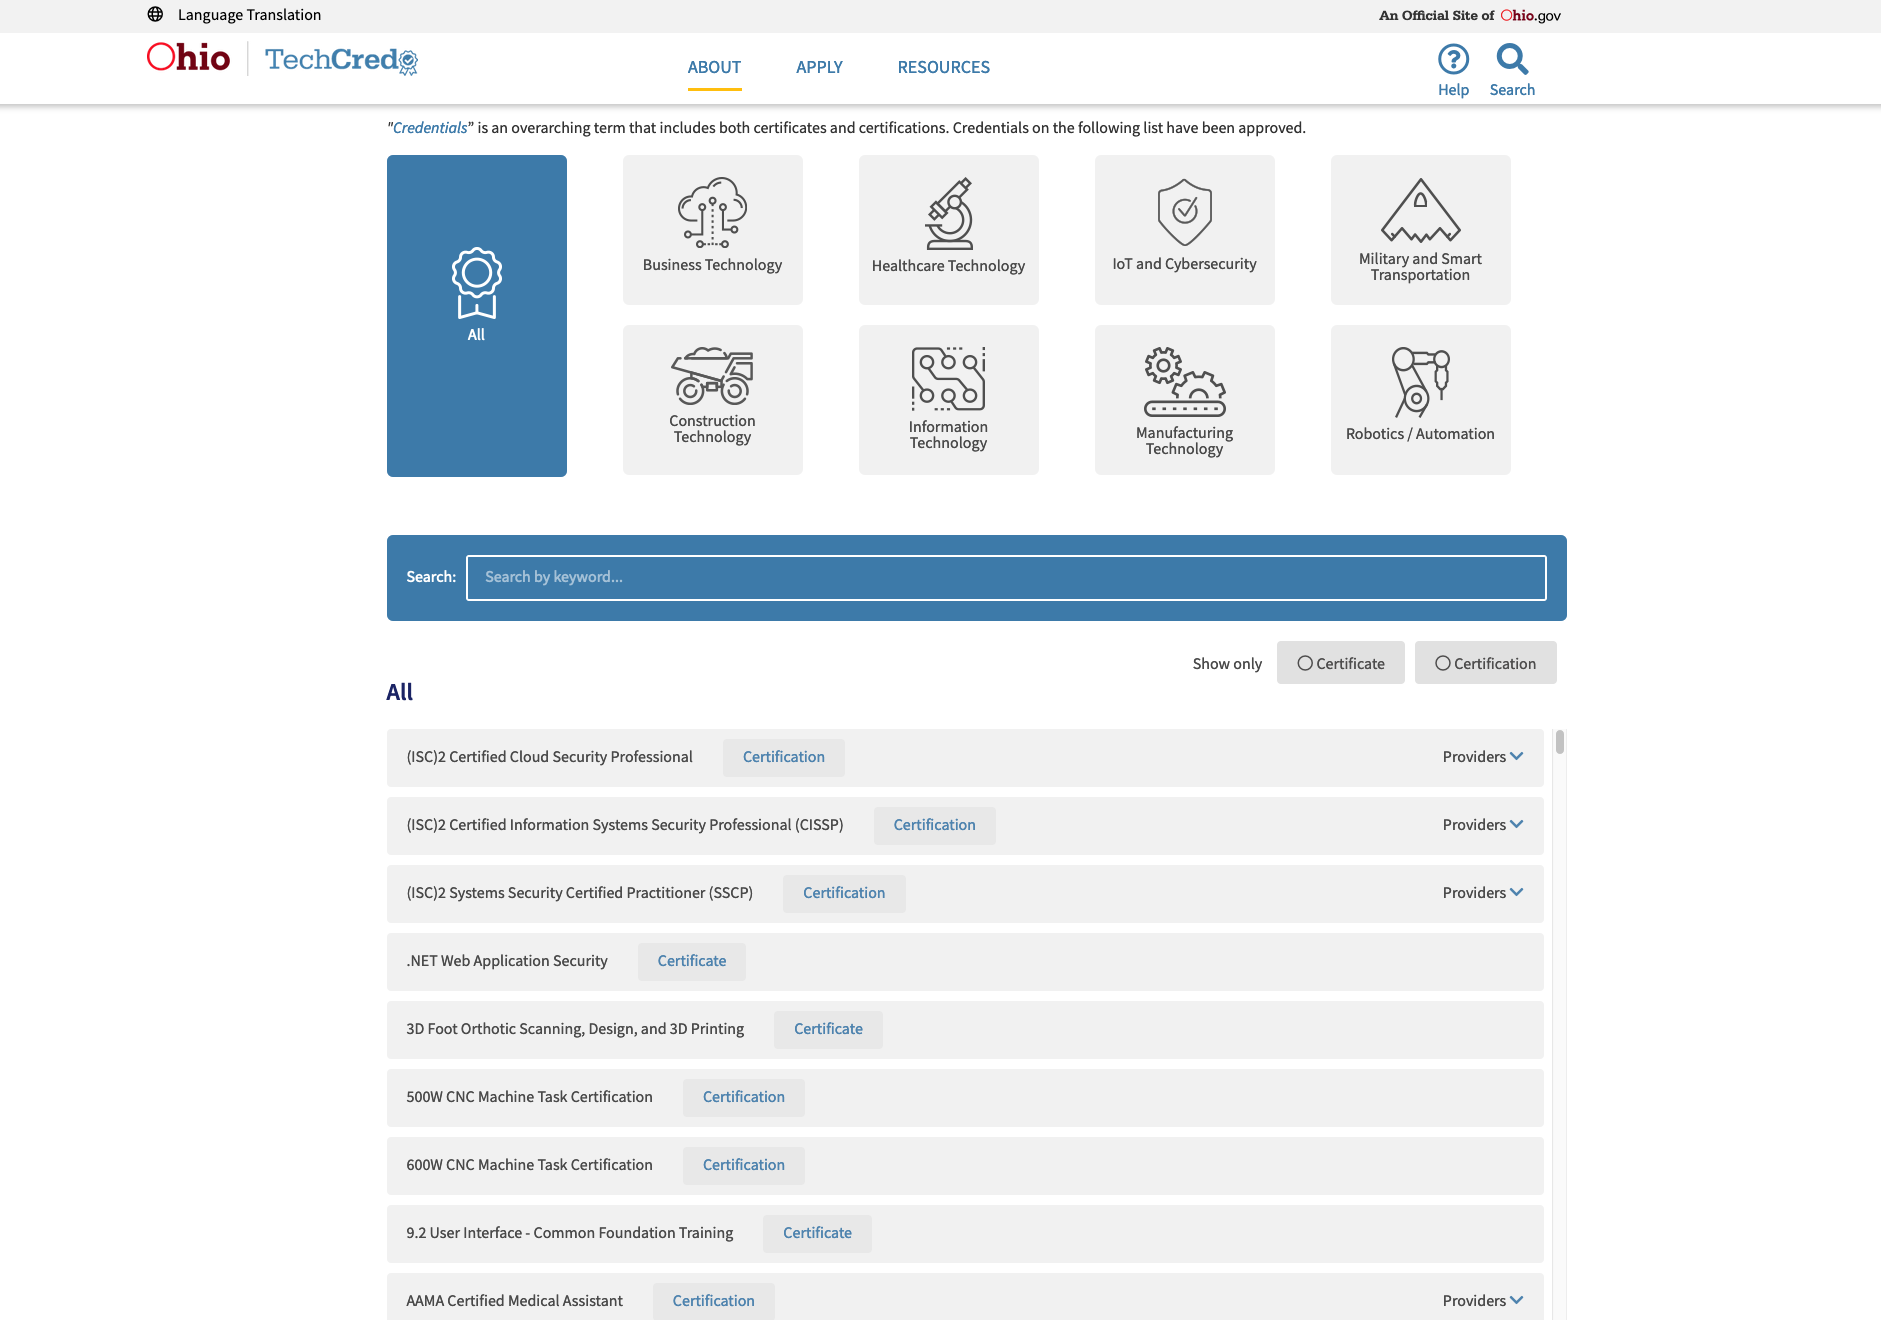 Language Translation
An Official Site of Ohio.gov
Ohio
TechCred
ABOUT
APPLY
RESOURCES
Help
Search
"Credentials” is an overarching term that includes both certificates and certifications. Credentials on the following list have been approved.
All
Business Technology
Healthcare Technology
IoT and Cybersecurity
Military and Smart
Transportation
Construction
Technology
Information
Technology
Manufacturing
Technology
Robotics / Automation
Search:
Search by keyword...
Show only
Certificate
Certification
All
(ISC)2 Certified Cloud Security Professional Certification Providers
(ISC)2 Certified Information Systems Security Professional (CISSP) Certification Providers
(ISC)2 Systems Security Certified Practitioner (SSCP) Certification Providers
.NET Web Application Security Certificate
3D Foot Orthotic Scanning, Design, and 3D Printing Certificate
500W CNC Machine Task Certification Certification
600W CNC Machine Task Certification Certification
9.2 User Interface - Common Foundation Training Certificate
AAMA Certified Medical Assistant Certification Providers